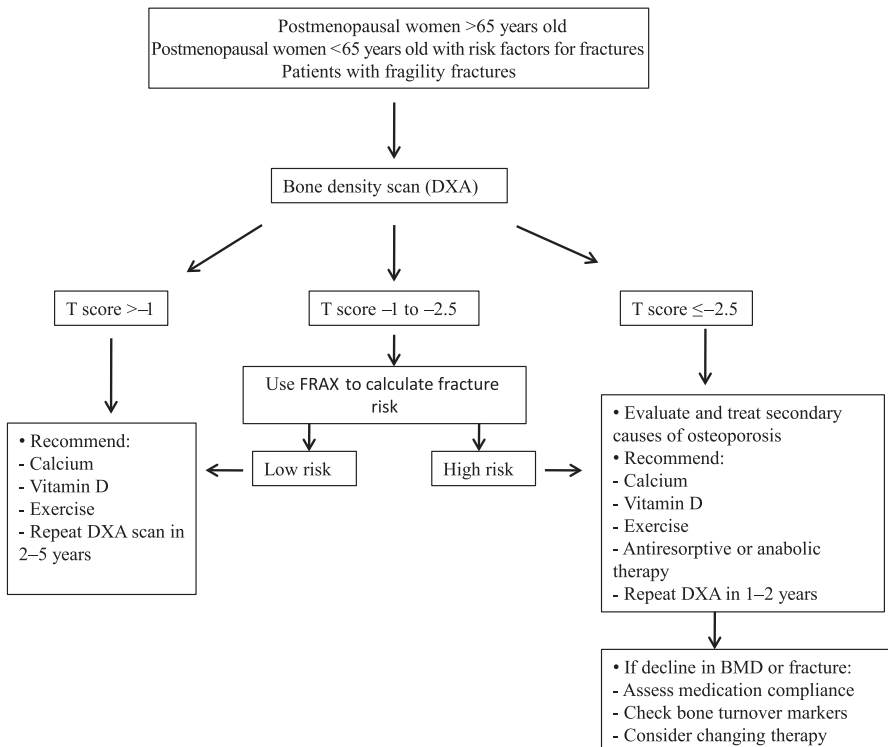 Postmenopausal women >65 years old
Postmenopausal women <65 years old with risk factors for fractures
Patients with fragility fractures
Bone density scan (DXA)
T score >–1
T score –1 to –2.5
T score ≤–2.5
Use FRAX to calculate fracture
risk
Low risk
High risk
• Recommend:
- Calcium
- Vitamin D
- Exercise
- Repeat DXA scan in
2–5 years
• Evaluate and treat secondary
causes of osteoporosis
• Recommend:
- Calcium
- Vitamin D
- Exercise
- Antiresorptive or anabolic
therapy
- Repeat DXA in 1–2 years
• If decline in BMD or fracture:
- Assess medication compliance
- Check bone turnover markers
- Consider changing therapy